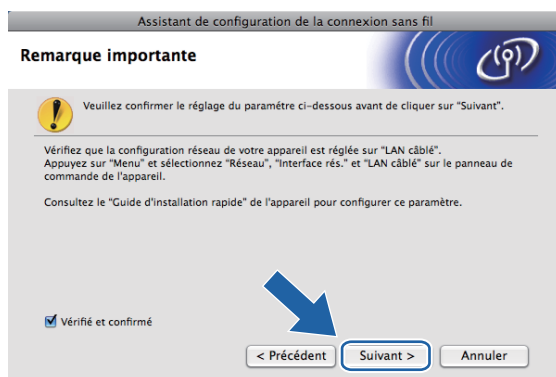 Assistant de configuration de la connexion sans fil
Remarque importante
Veuillez confirmer le réglage du paramétre ci-dessous avant de cliquer sur "Suivant".
Vérifiez que la configuration réseau de votre appareil est réglée sur "LAN câblé".
Appuyez sur "Menu" et sélectionnez "Réseau", "Interface rés." et "LAN câblé" sur le panneau de
commande de l'appareil.
Consultez le "Guide d'installation rapide" de l'appareil pour configurer ce paramètre.
Vérifié et confirmé
< Précédent Suivant > Annuler